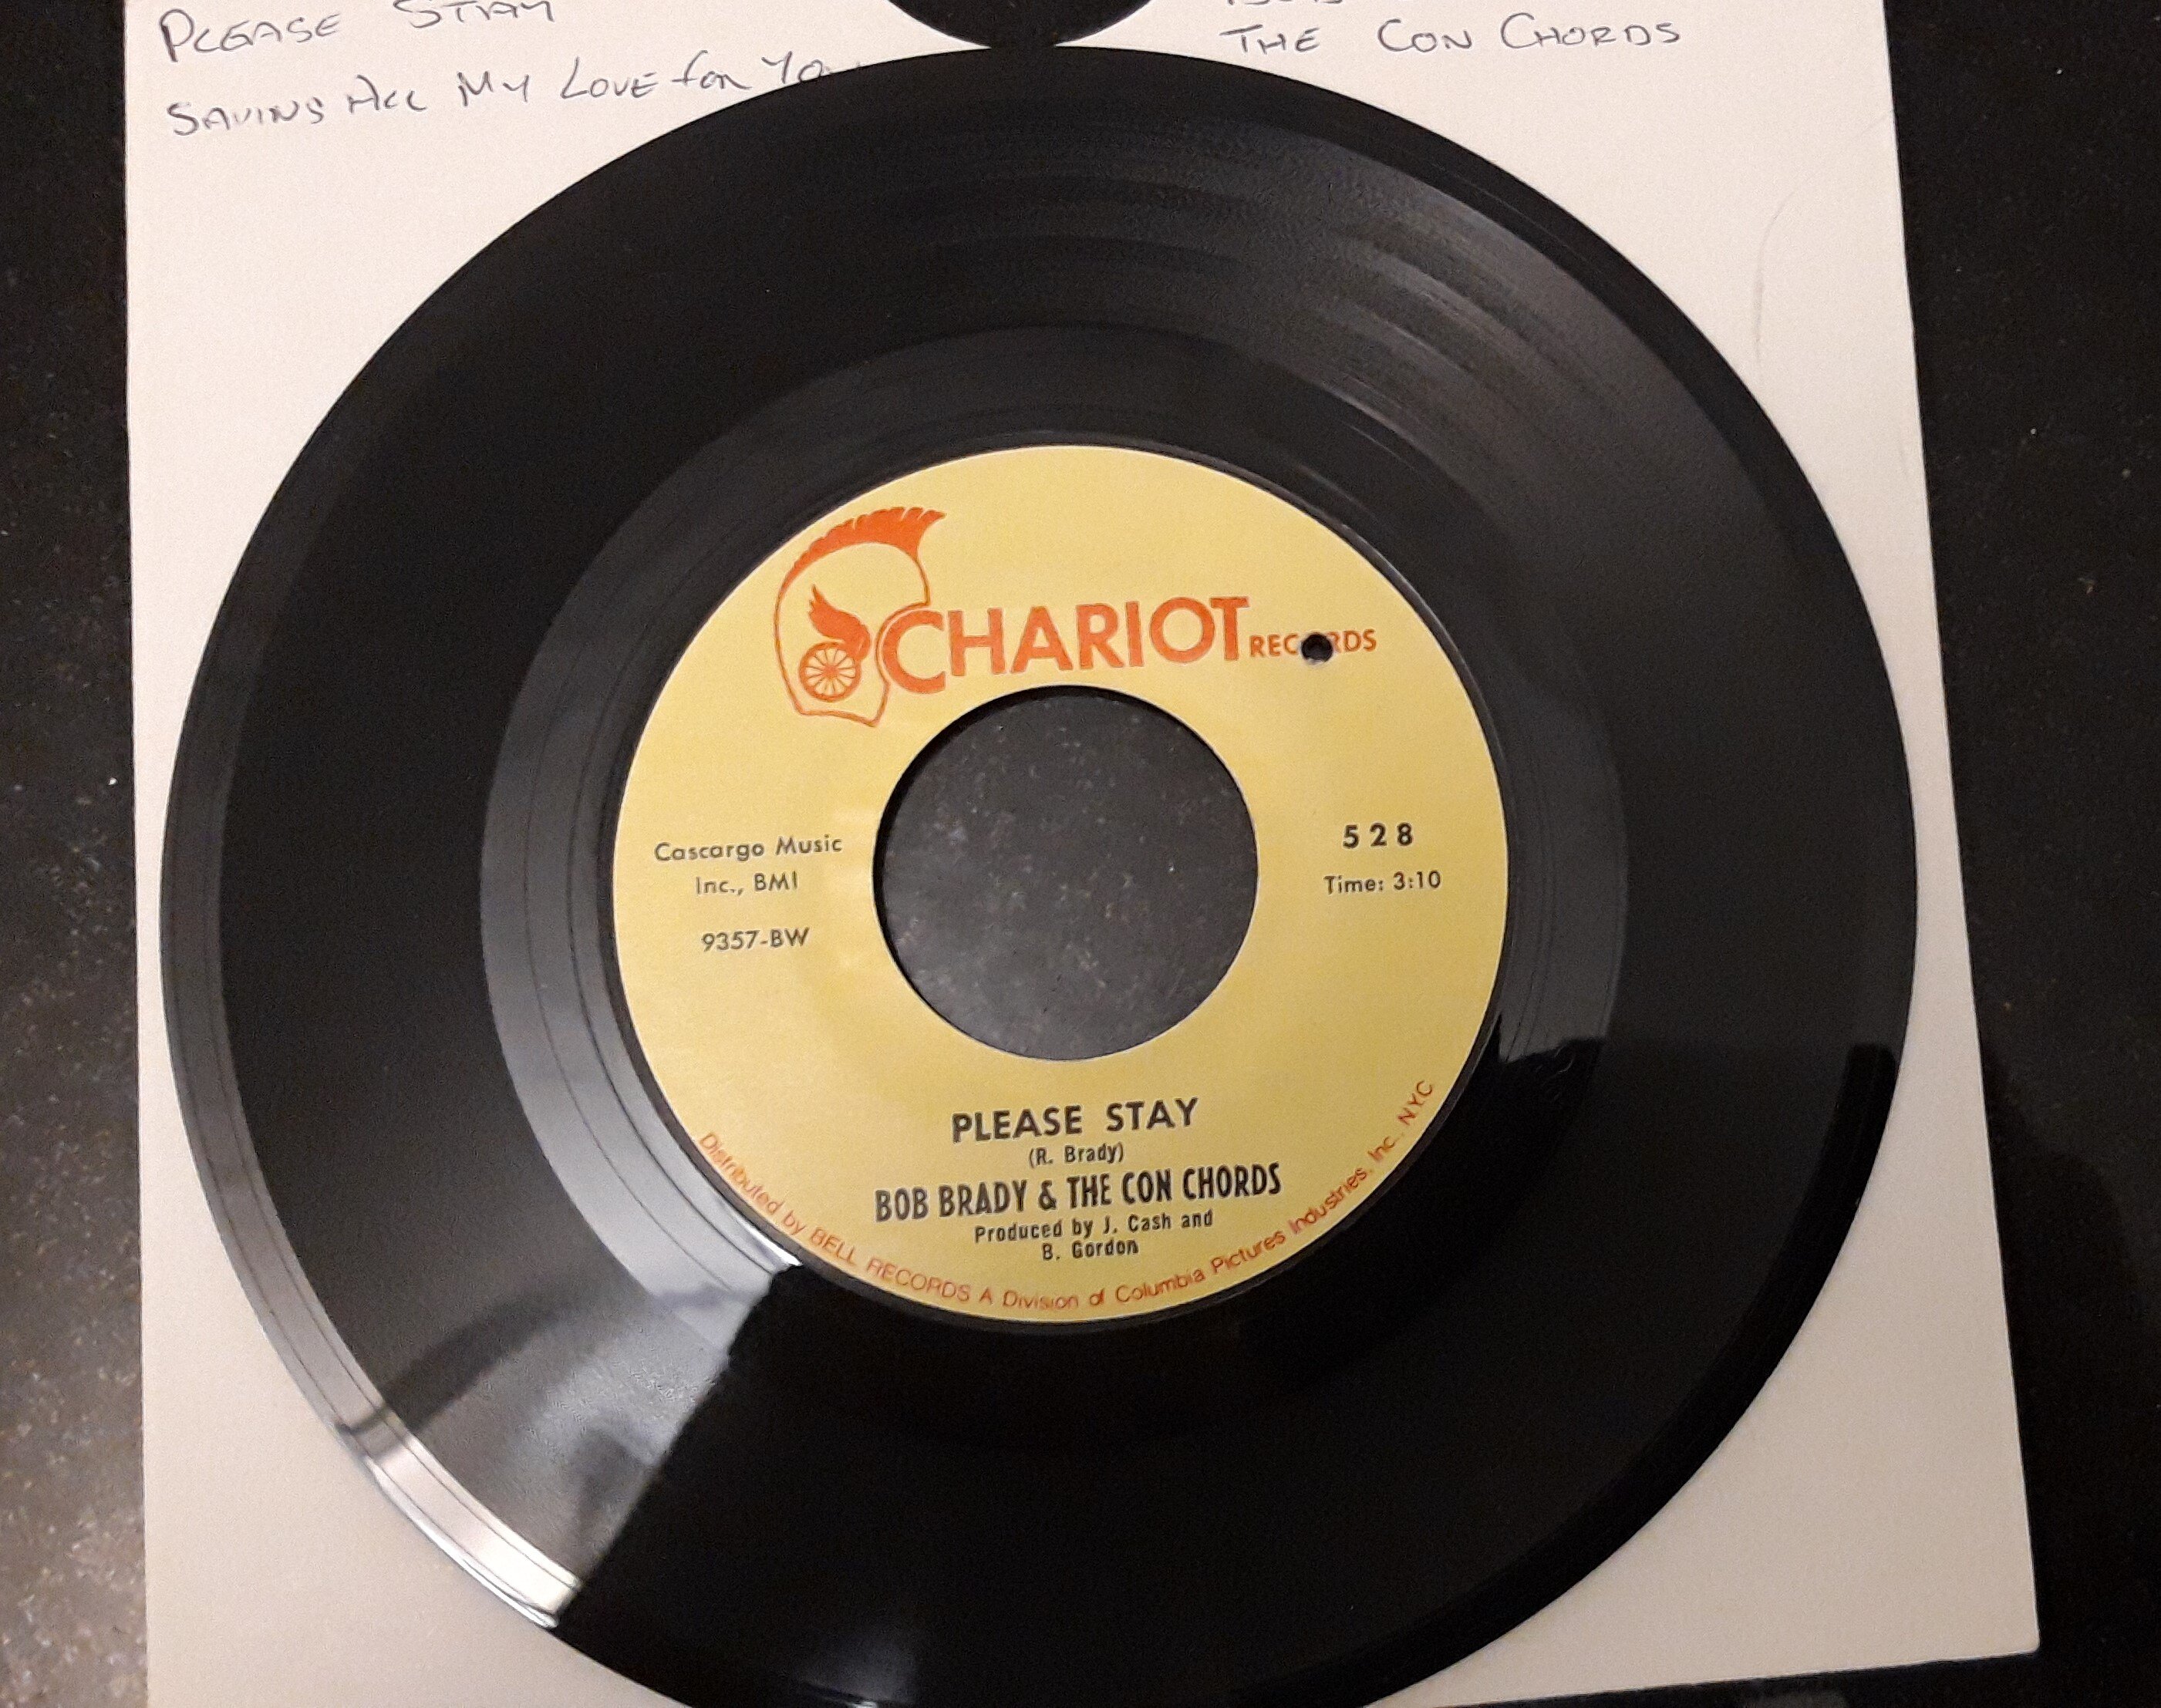 PLEASE STAY
SAVING ALL MY LOVE for YO
THE CON CHORDS
CHARIOT RECORDS
Cascargo Music
Inc., BMI
9357-BW
528
Time: 3:10
PLEASE STAY
(R. Brady)
BOB BRADY & THE CON CHORDS
Produced by J. Cash and
B. Gordon
Distributed by BELL RECORDS A Division of Columbia Pictures Industries, Inc., NYC